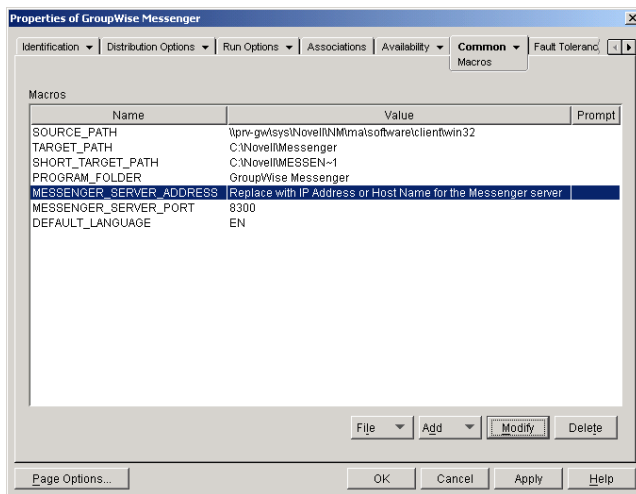 Properties of GroupWise Messenger
Identification Distribution Options Run Options Associations Availability Common Fault Toleranc
Macros
Macros
Name Value Prompt
SOURCE_PATH \\prv-gw\sys\Novell\NM\ma\software\client\win32
TARGET_PATH C:\Novell\Messenger
SHORT_TARGET_PATH C:\Novell\MESSEN~1
PROGRAM_FOLDER GroupWise Messenger
MESSENGER_SERVER_ADDRESS Replace with IP Address or Host Name for the Messenger server
MESSENGER_SERVER_PORT 8300
DEFAULT_LANGUAGE EN
File Add Modify Delete
Page Options... OK Cancel Apply Help